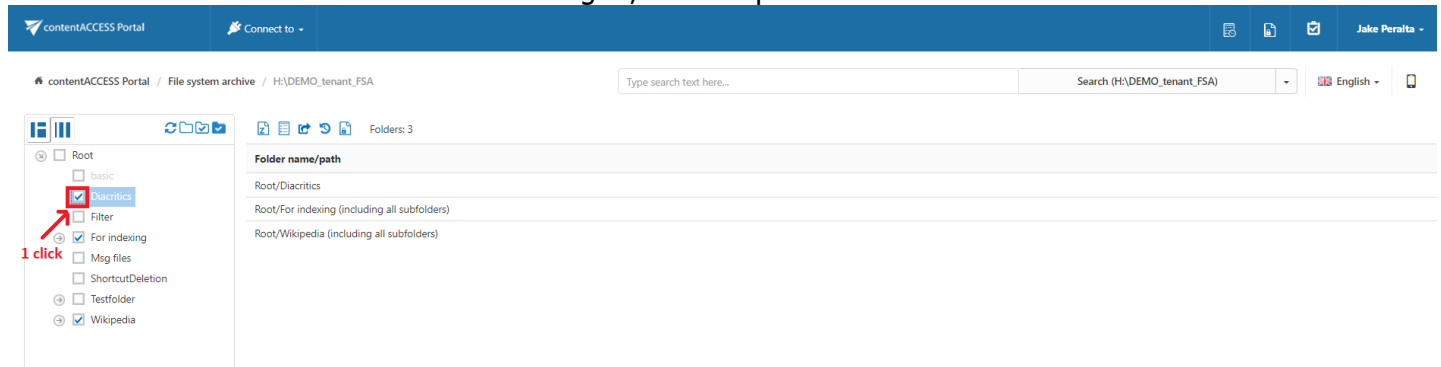 contentACCESS Portal
Connect to
Jake Peralta
contentACCESS Portal / File system archive / H:\DEMO_tenant_FSA
Type search text here...
Search (H:\DEMO_tenant_FSA)
English
Folders: 3
Root
Folder name/path
basic
Diacritics
Root/Diacritics
Filter
Root/For indexing (including all subfolders)
For indexing
Root/Wikipedia (including all subfolders)
1 click
Msg files
ShortcutDeletion
Testfolder
Wikipedia